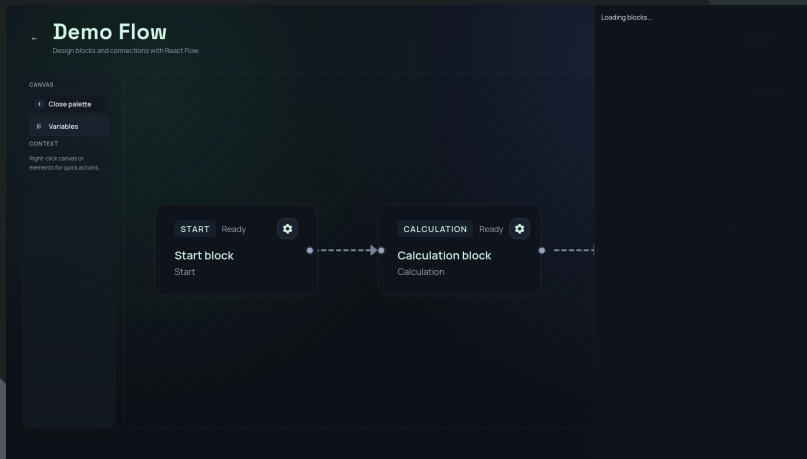 ←
Demo Flow
Design blocks and connections with React Flow.
CANVAS
+ Close palette
Variables
CONTEXT
Right-click canvas or
elements for quick actions.
START Ready
Start block
Start
CALCULATION Ready
Calculation block
Calculation
Loading blocks...